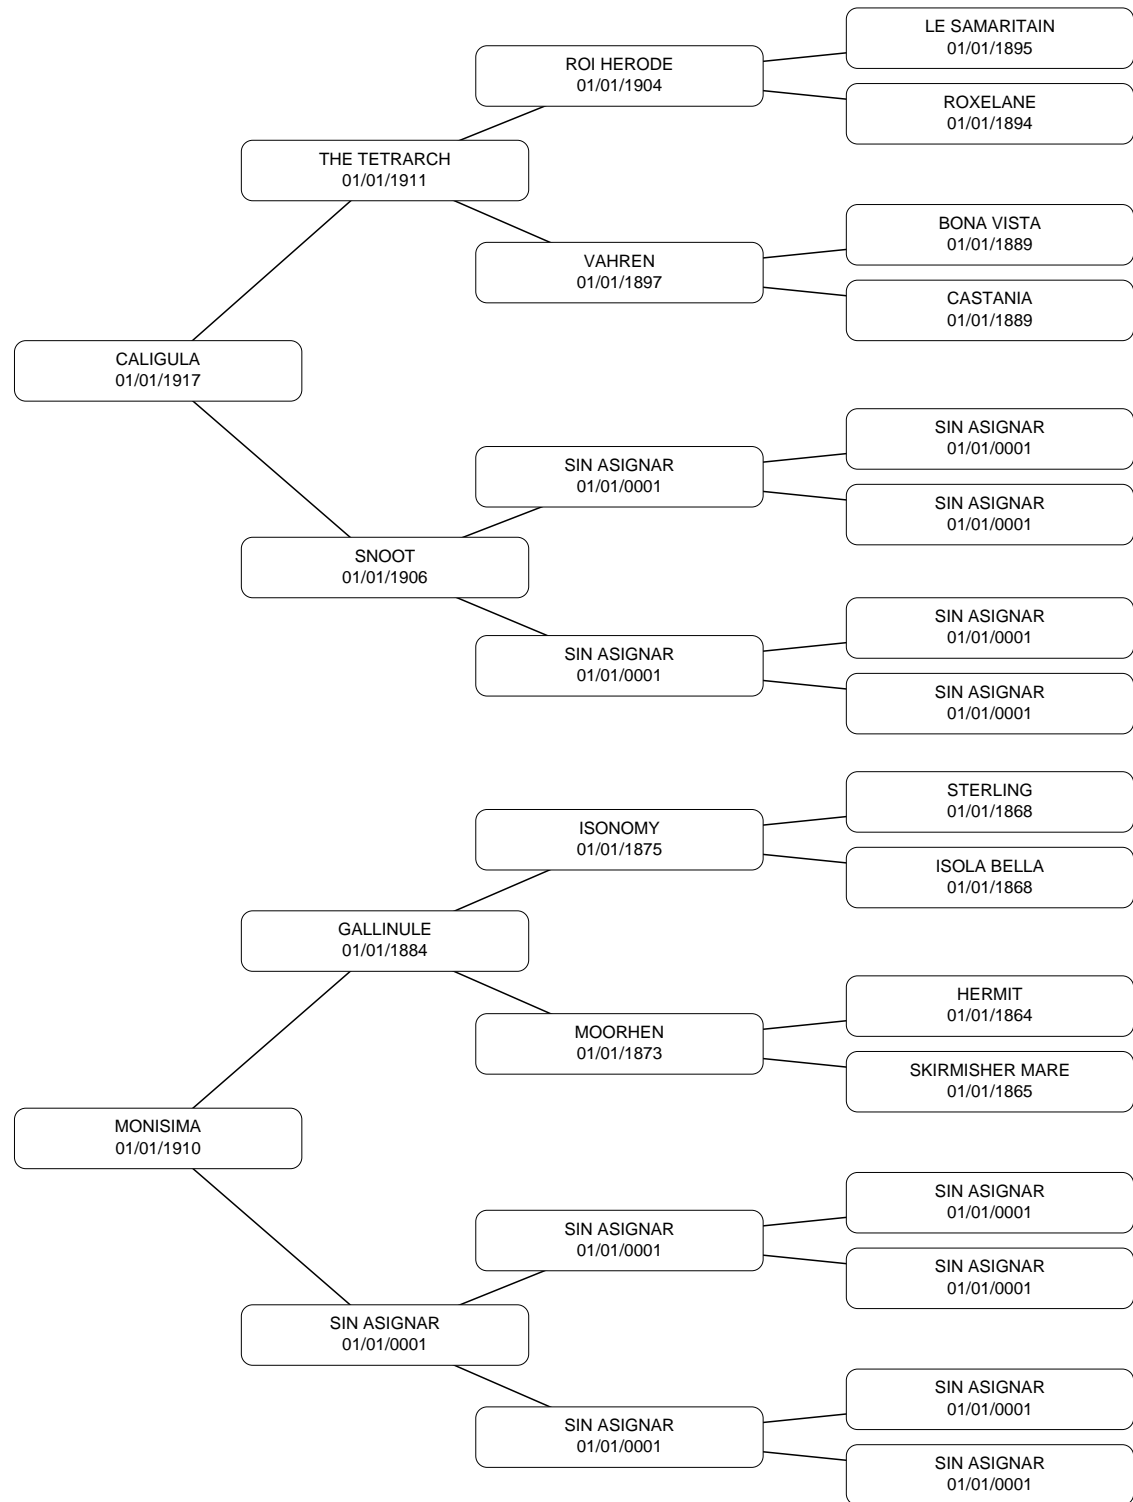 LE SAMARITAIN
01/01/1895
ROI HERODE
01/01/1904
ROXELANE
01/01/1894
THE TETRARCH
01/01/1911
BONA VISTA
01/01/1889
VAHREN
01/01/1897
CASTANIA
01/01/1889
CALIGULA
01/01/1917
SIN ASIGNAR
01/01/0001
SIN ASIGNAR
01/01/0001
SIN ASIGNAR
01/01/0001
SNOOT
01/01/1906
SIN ASIGNAR
01/01/0001
SIN ASIGNAR
01/01/0001
SIN ASIGNAR
01/01/0001
STERLING
01/01/1868
ISONOMY
01/01/1875
ISOLA BELLA
01/01/1868
GALLINULE
01/01/1884
HERMIT
01/01/1864
MOORHEN
01/01/1873
SKIRMISHER MARE
01/01/1865
MONISIMA
01/01/1910
SIN ASIGNAR
01/01/0001
SIN ASIGNAR
01/01/0001
SIN ASIGNAR
01/01/0001
SIN ASIGNAR
01/01/0001
SIN ASIGNAR
01/01/0001
SIN ASIGNAR
01/01/0001
SIN ASIGNAR
01/01/0001